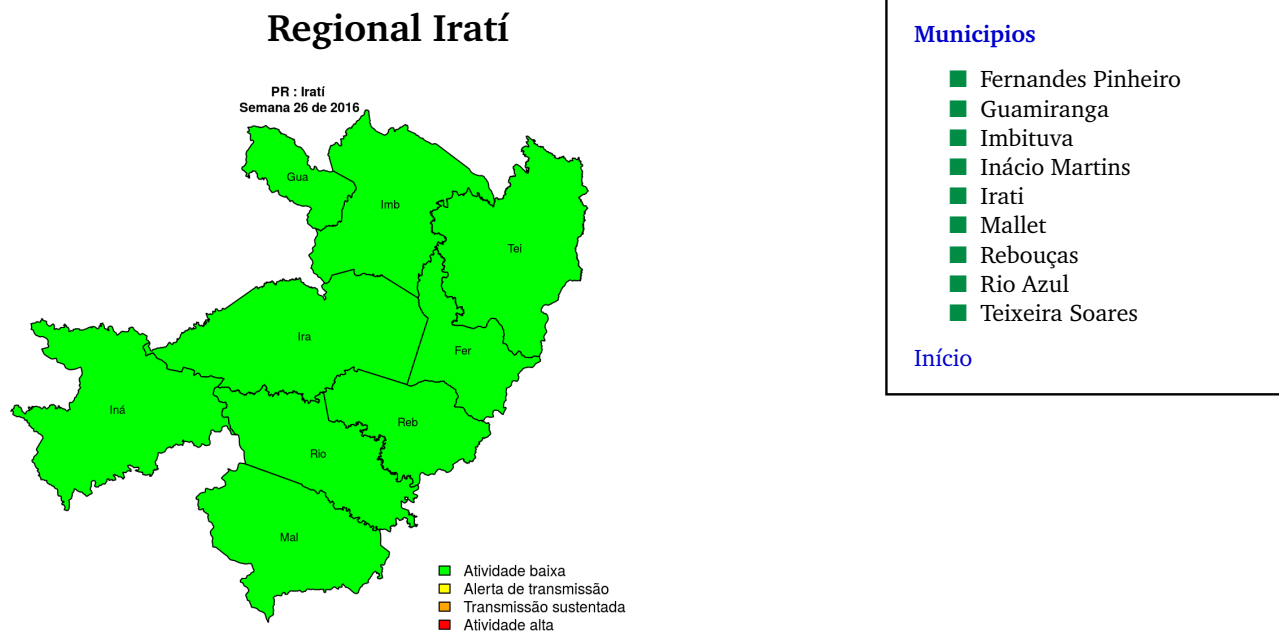 Regional Iratí
PR : Iratí
Semana 26 de 2016
Gua
Imb
Tei
Ira
Fer
Iná
Reb
Rio
Mal
Atividade baixa
Alerta de transmissão
Transmissão sustentada
Atividade alta
Municipios
Fernandes Pinheiro
Guamiranga
Imbituva
Inácio Martins
Irati
Mallet
Rebouças
Rio Azul
Teixeira Soares
Início